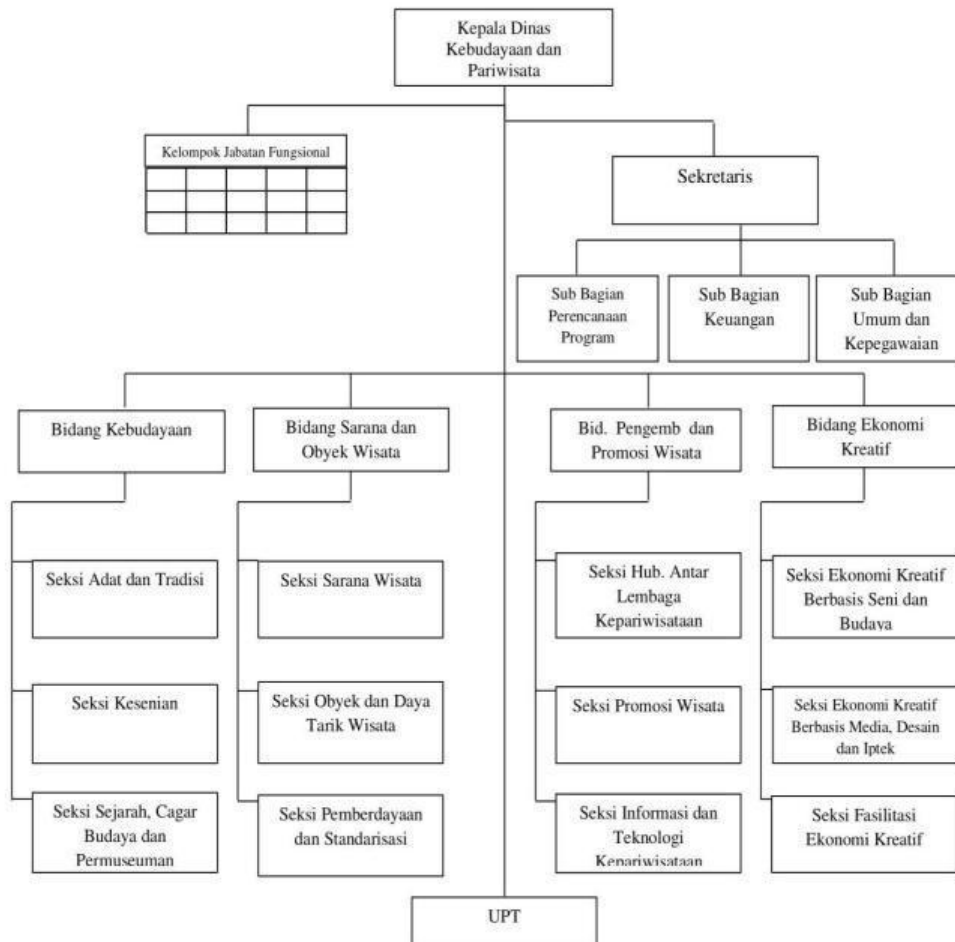 Kepala Dinas
Kebudayaan dan
Pariwisata
Kelompok Jabatan Fungsional
Sekretaris
Sub Bagian
Perencanaan
Program
Sub Bagian
Keuangan
Sub Bagian
Umum dan
Kepegawaian
Bidang Kebudayaan
Bidang Sarana dan
Obyek Wisata
Bid. Pengemb dan
Promosi Wisata
Bidang Ekonomi
Kreatif
Seksi Adat dan Tradisi
Seksi Sarana Wisata
Seksi Hub. Antar
Lembaga
Kepariwisataan
Seksi Ekonomi Kreatif
Berbasis Seni dan
Budaya
Seksi Kesenian
Seksi Obyek dan Daya
Tarik Wisata
Seksi Promosi Wisata
Seksi Ekonomi Kreatif
Berbasis Media, Desain
dan Iptek
Seksi Sejarah, Cagar
Budaya dan
Permuseuman
Seksi Pemberdayaan
dan Standarisasi
Seksi Informasi dan
Teknologi
Kepariwisataan
Seksi Fasilitasi
Ekonomi Kreatif
UPT